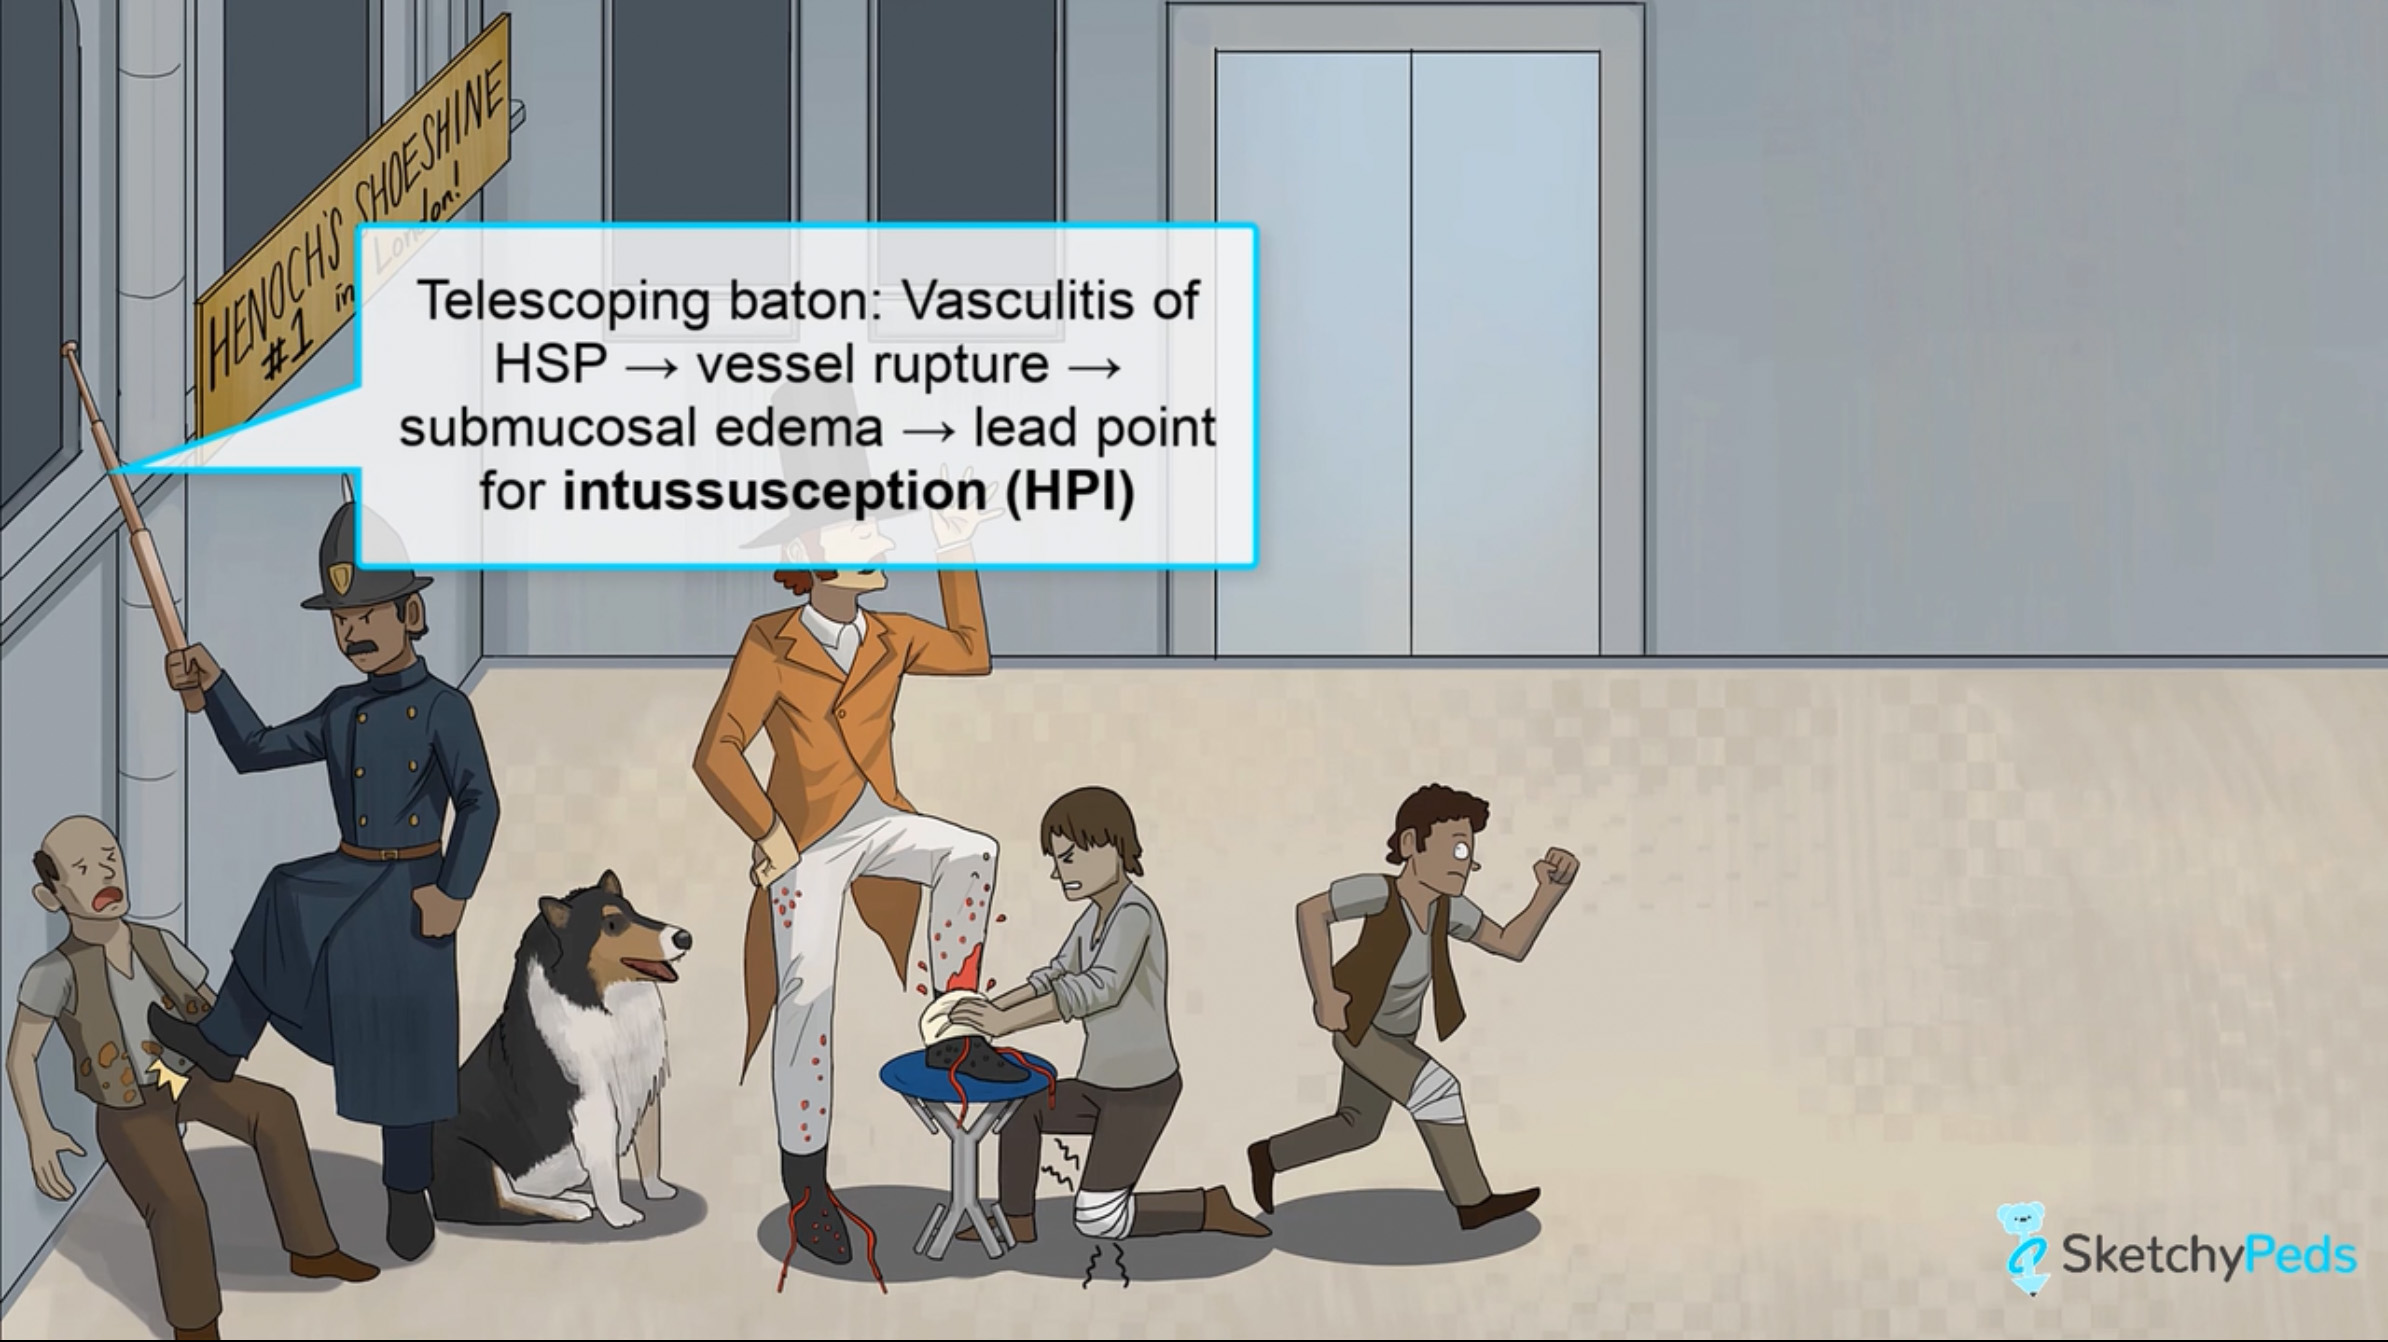 HENOCH'S SHOESHINE
#1 in London!
Telescoping baton: Vasculitis of
HSP → vessel rupture →
submucosal edema → lead point
for intussusception (HPI)
SketchyPeds